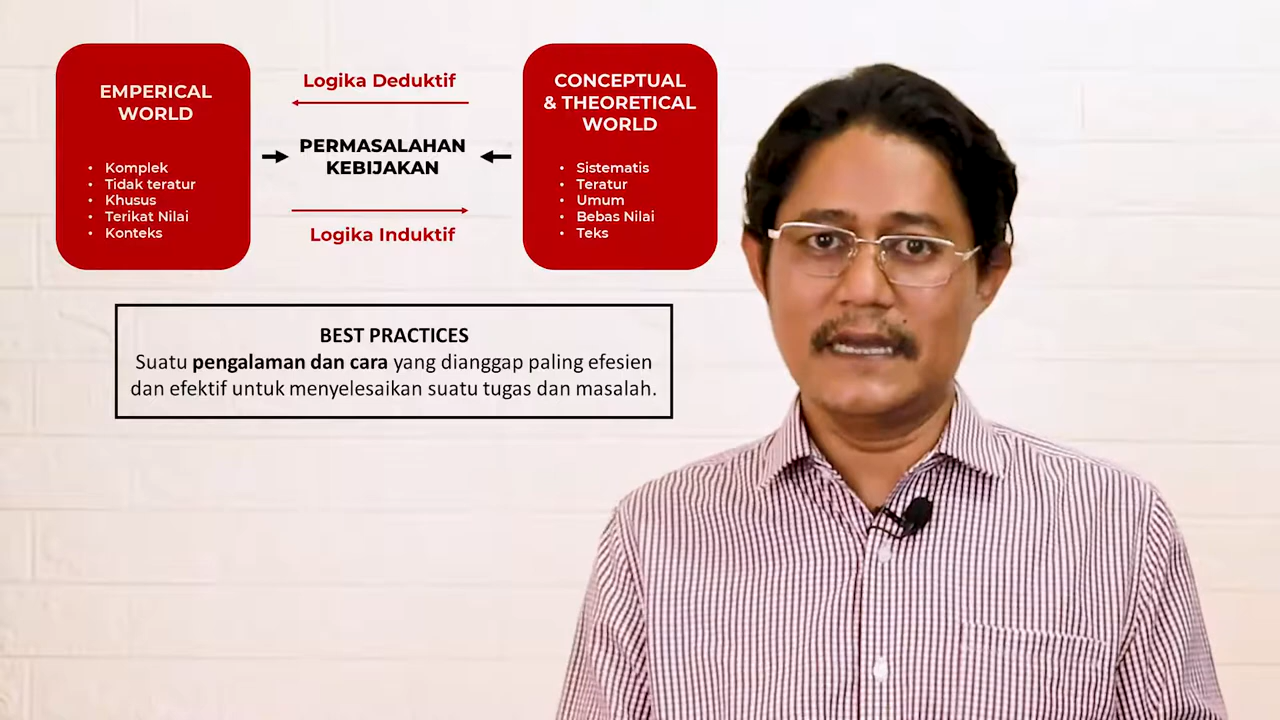 EMPERICAL
WORLD
• Komplek
• Tidak teratur
• Khusus
• Terikat Nilai
• Konteks
Logika Deduktif
PERMASALAHAN
KEBIJAKAN
Logika Induktif
CONCEPTUAL
& THEORETICAL
WORLD
• Sistematis
• Teratur
• Umum
• Bebas Nilai
• Teks
BEST PRACTICES
Suatu pengalaman dan cara yang dianggap paling efesien
dan efektif untuk menyelesaikan suatu tugas dan masalah.